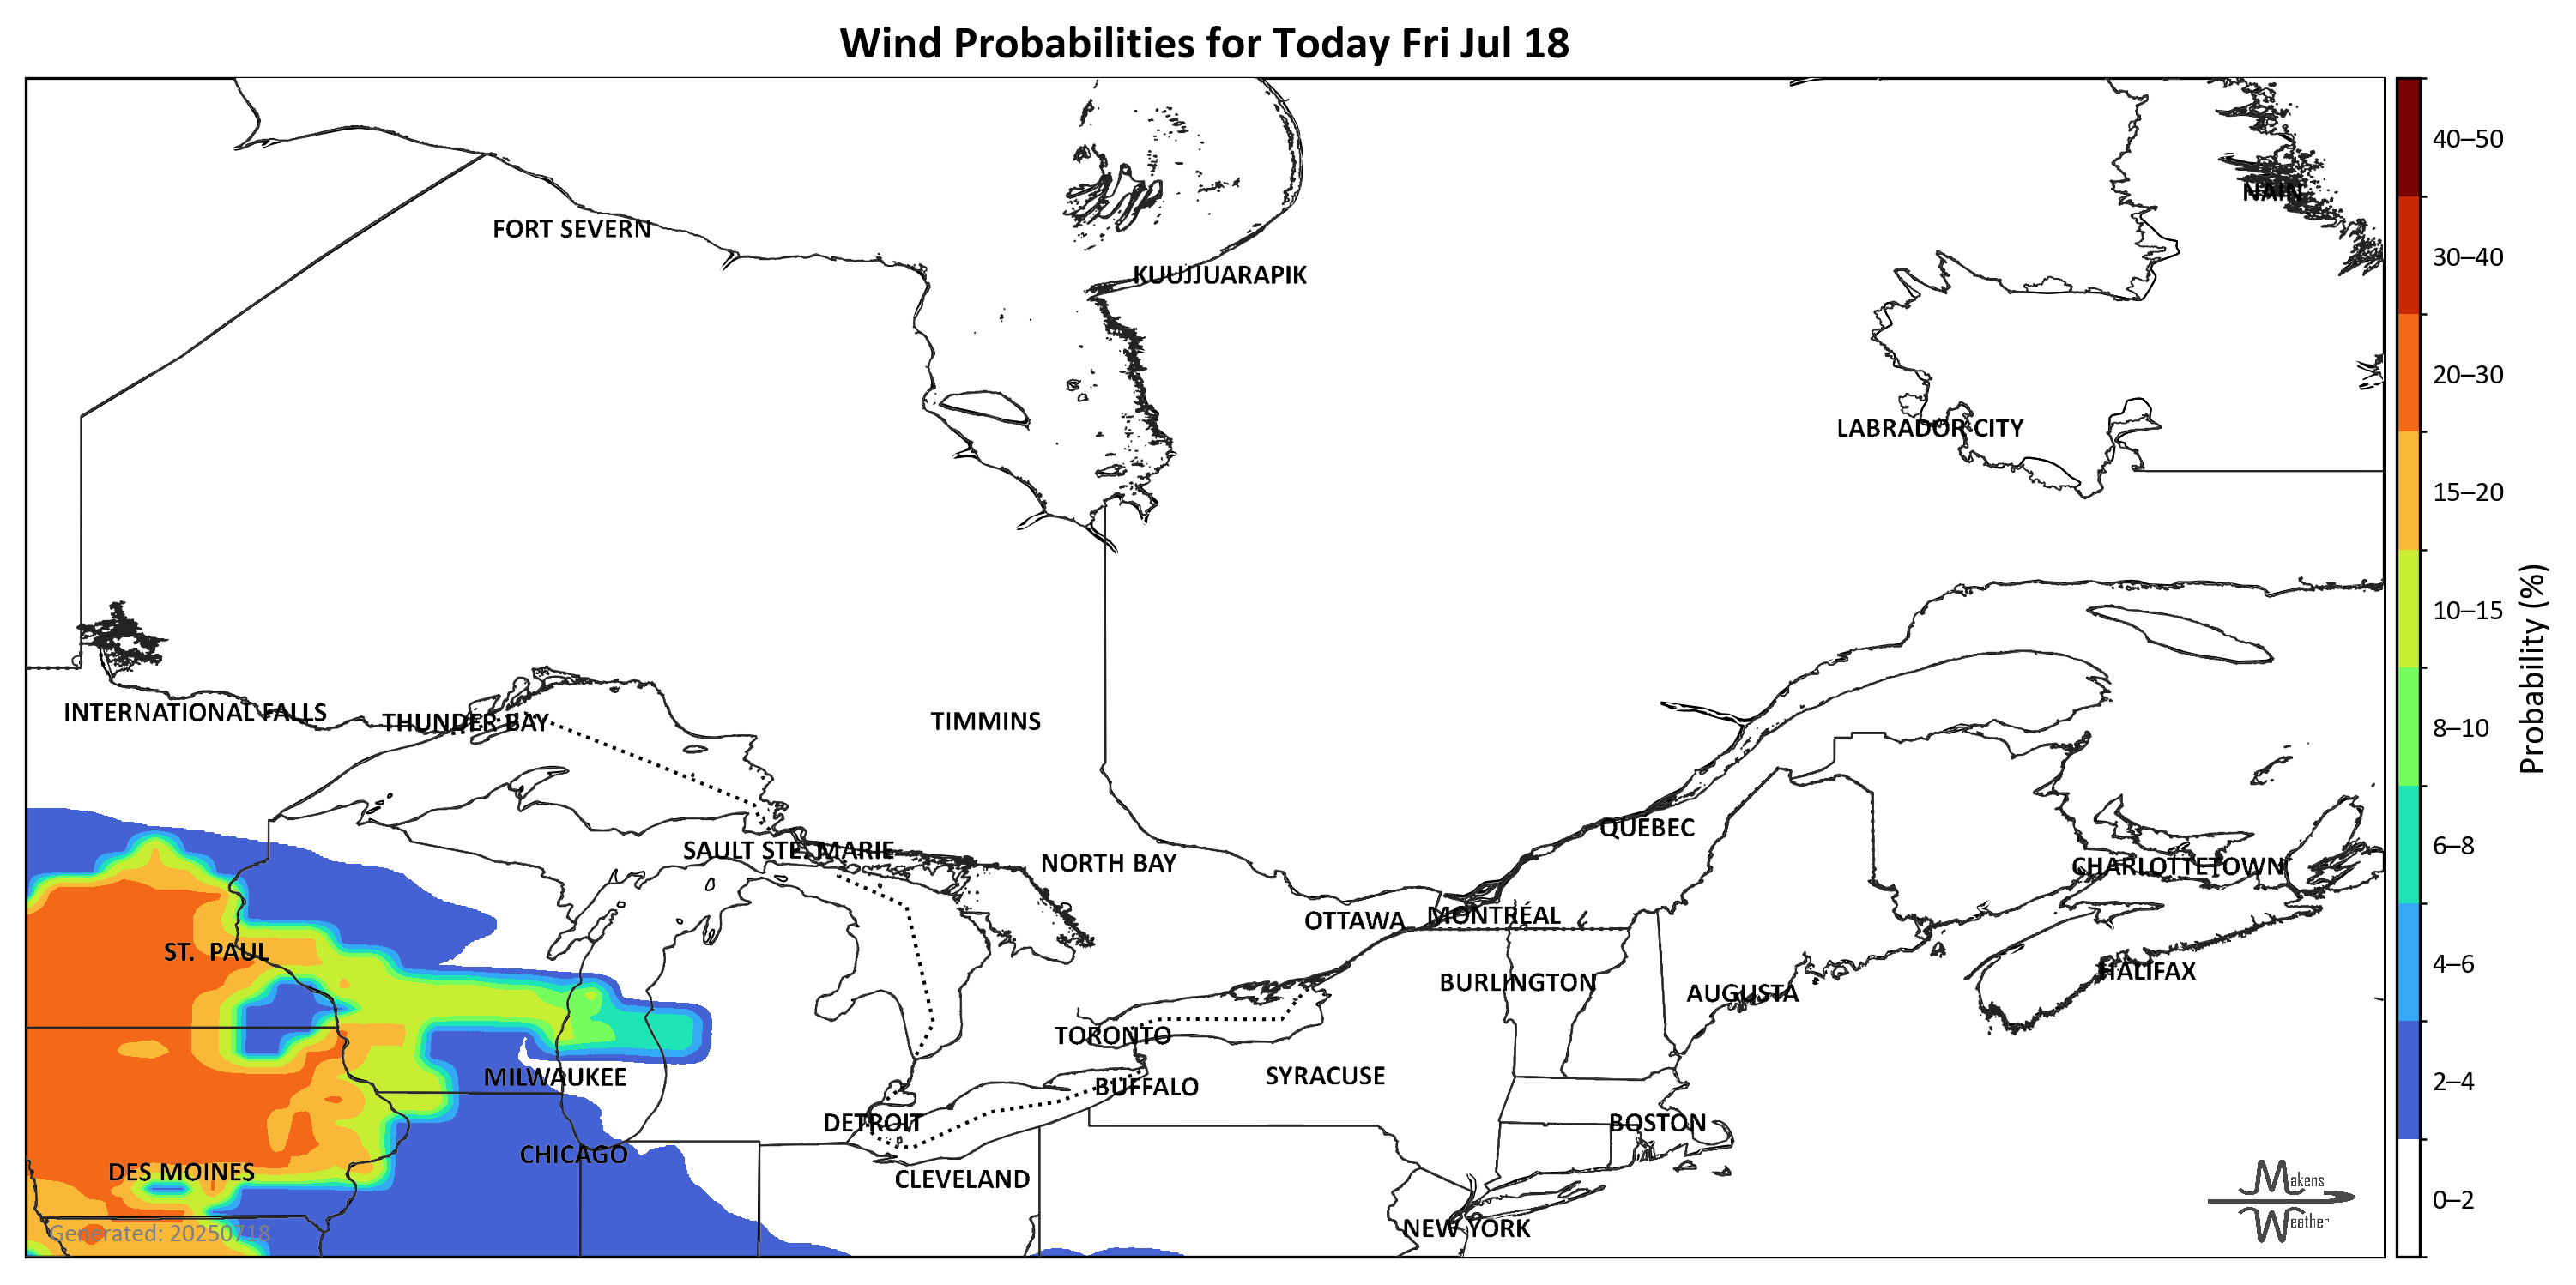 Wind Probabilities for Today Fri Jul 18
40–50
NAIN
FORT SEVERN
30–40
KUUJJUARAPIK
20–30
LABRADOR CITY
15–20
10–15
INTERNATIONAL FALLS
THUNDER BAY
TIMMINS
8–10
Probability (%)
QUÉBEC
6–8
SAULT STE. MARIE
NORTH BAY
CHARLOTTETOWN
OTTAWA
MONTRÉAL
ST. PAUL
4–6
HALIFAX
BURLINGTON
AUGUSTA
TORONTO
MILWAUKEE
BUFFALO
SYRACUSE
2–4
DETROIT
BOSTON
CHICAGO
DES MOINES
CLEVELAND
Makens
Weather
0–2
NEW YORK
Generated: 20250718